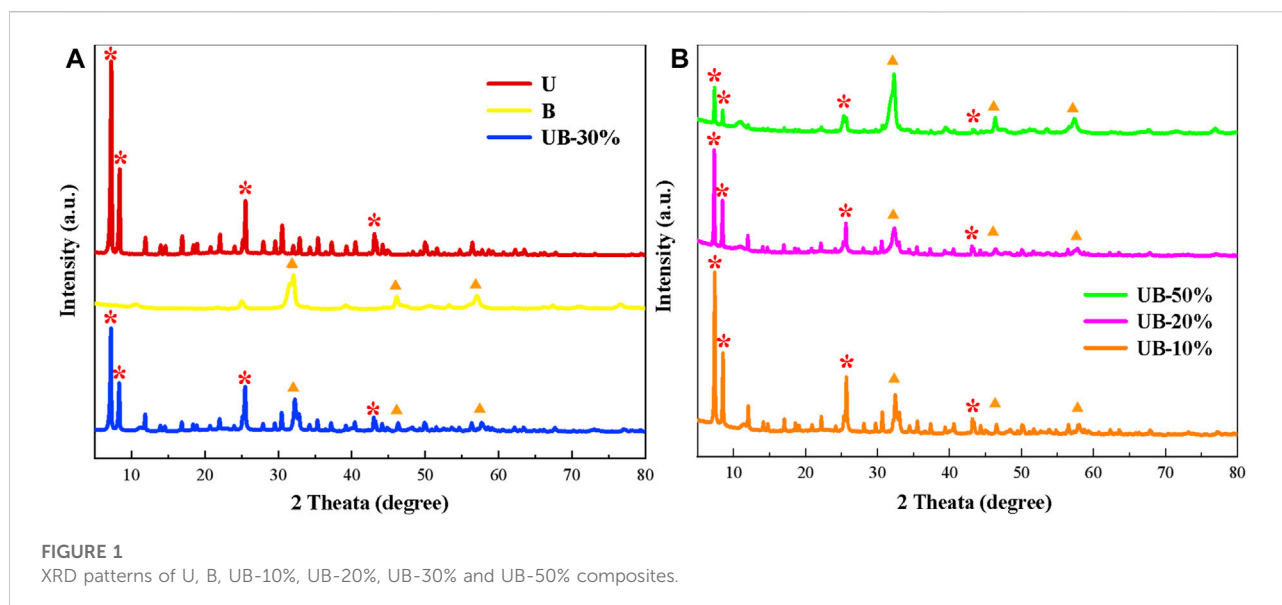 A
U
B
UB-30%
Intensity (a.u.)
10 20 30 40 50 60 70 80
2 Theata (degree)
B
UB-50%
UB-20%
UB-10%
Intensity (a.u.)
10 20 30 40 50 60 70 80
2 Theata (degree)
FIGURE 1
XRD patterns of U, B, UB-10%, UB-20%, UB-30% and UB-50% composites.